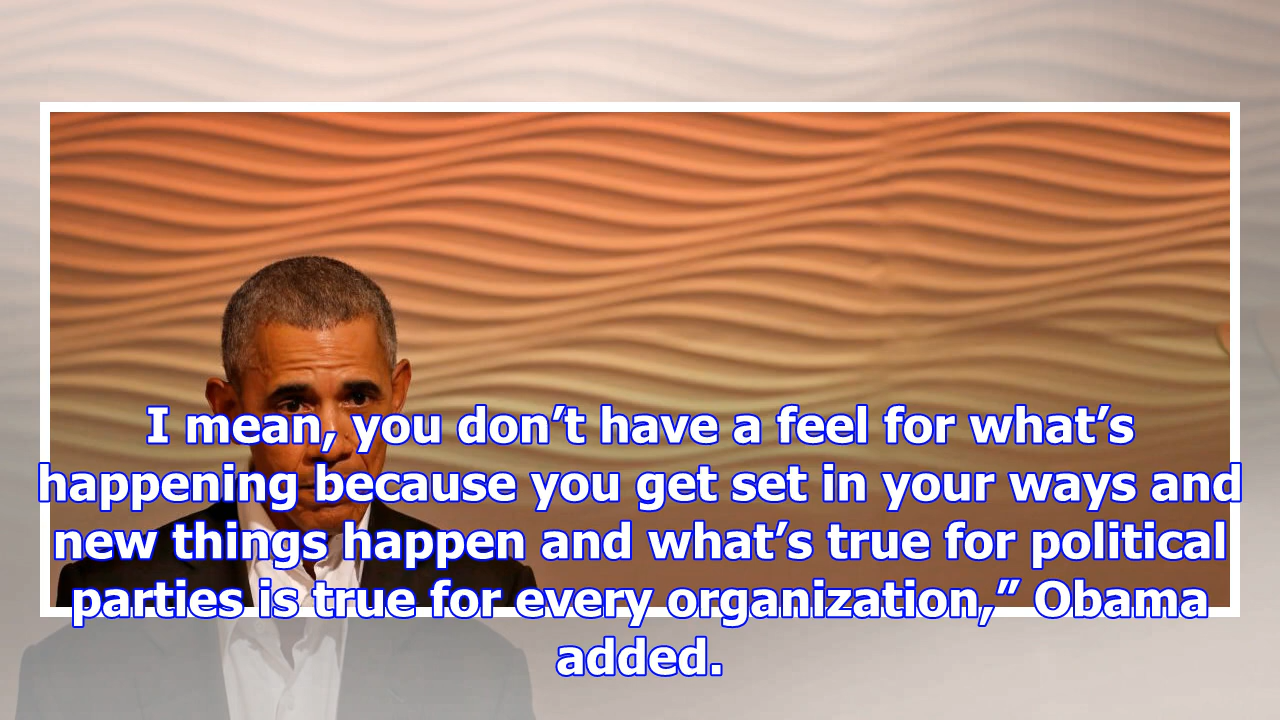 I mean, you don’t have a feel for what’s
happening because you get set in your ways and
new things happen and what’s true for political
parties is true for every organization,” Obama
added.